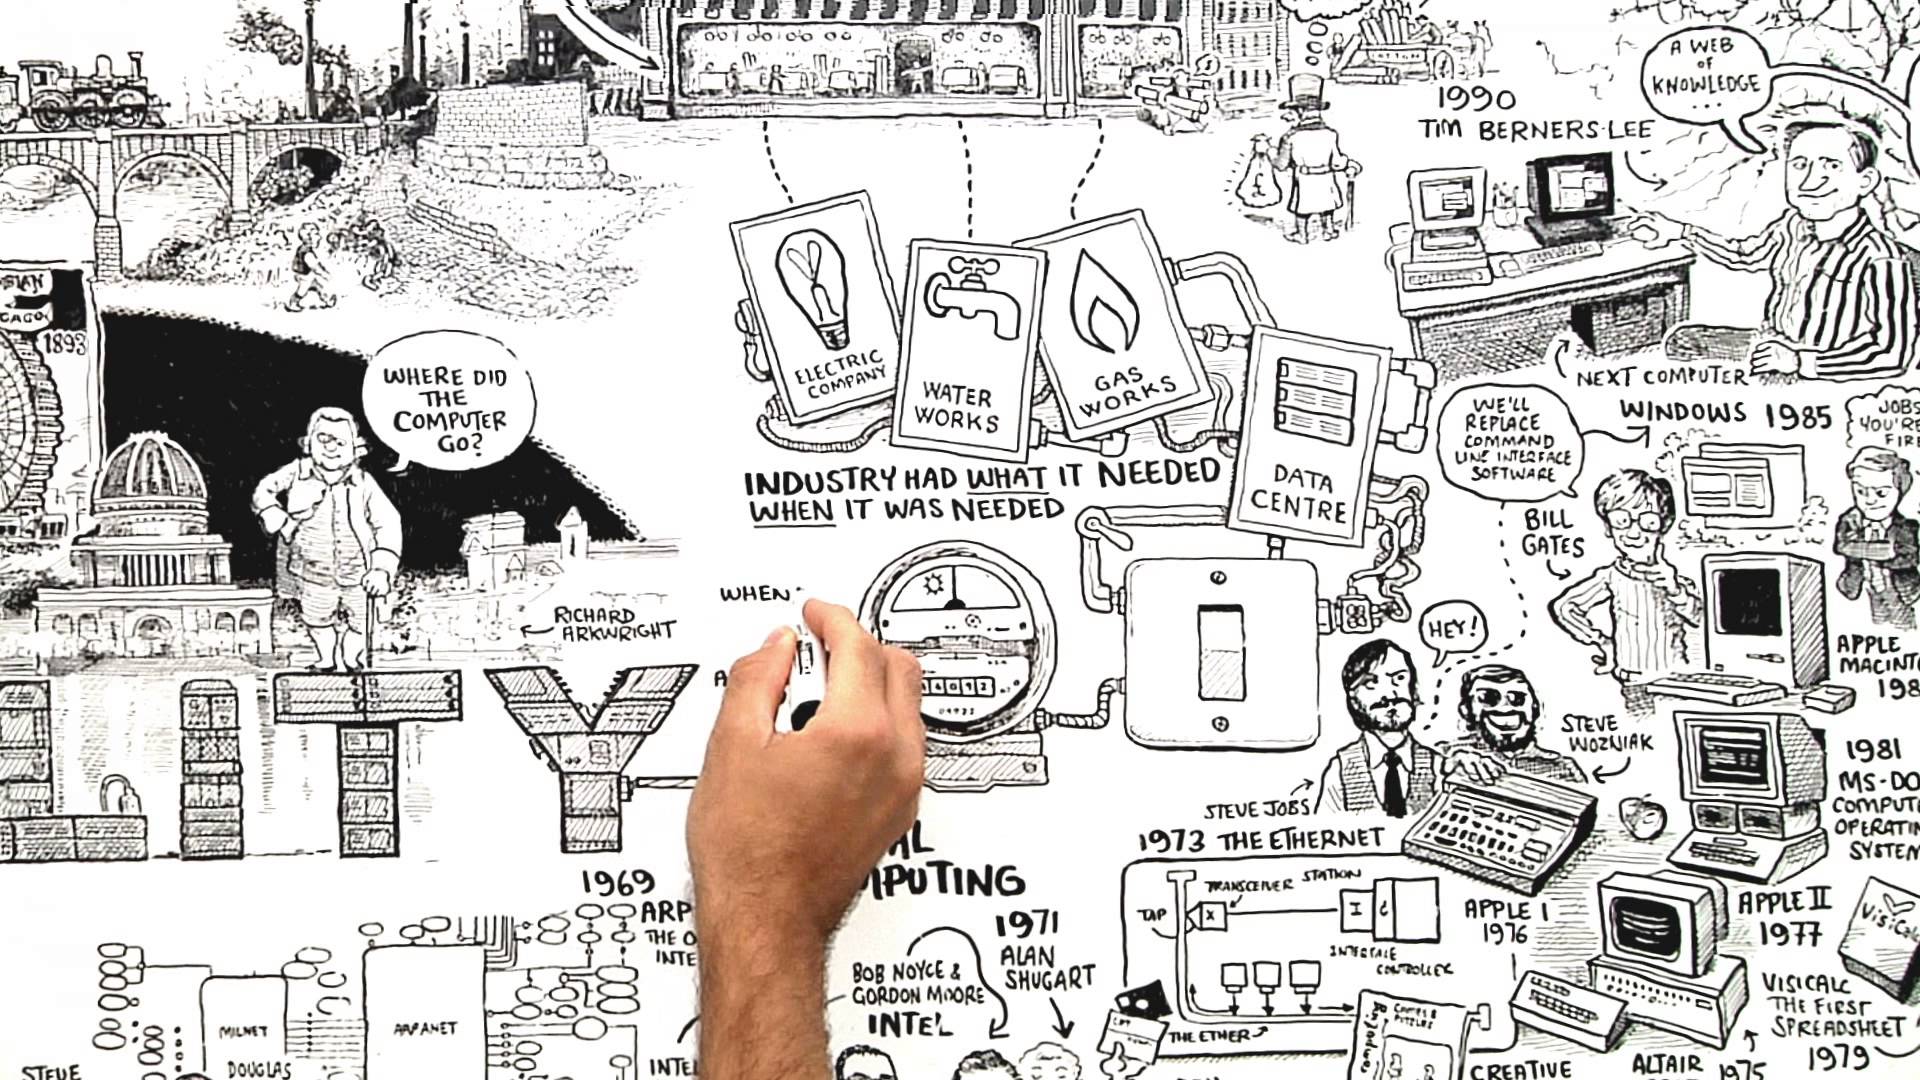 A WEB
OF
KNOWLEDGE
...
1990
TIM BERNERS-LEE
NEXT COMPUTER
1893
WHERE DID
THE
COMPUTER
GO?
RICHARD
ARKWRIGHT
ELECTRIC
COMPANY
WATER
WORKS
GAS
WORKS
DATA
CENTRE
INDUSTRY HAD WHAT IT NEEDED
WHEN IT WAS NEEDED
WHEN
WE'LL
REPLACE
COMMAND
LINE INTERFACE
SOFTWARE
WINDOWS 1985
JOBS
YOU'RE
BILL
GATES
HEY!
APPLE
STEVE
WOZNIAK
STEVE JOBS
1981
MS-DO
COMPUTE
OPERATIN
SYSTEM
ITY
1973 THE ETHERNET
TRANSCEIVER STATION
TAP
X
I
INTERFACE
CONTROLLER
THE ETHER
APPLE I
1976
APPLE II
1977
VISICALC
THE FIRST
SPREADSHEET
1979
ALTAIR
1975
CREATIVE
1969
ARP
THE O
INTE
MILNET
DOUGLAS
ARPANET
STEVE
INTE
PUTING
1971
ALAN
SHUGART
BOB NOYCE &
GORDON MOORE
INTEL